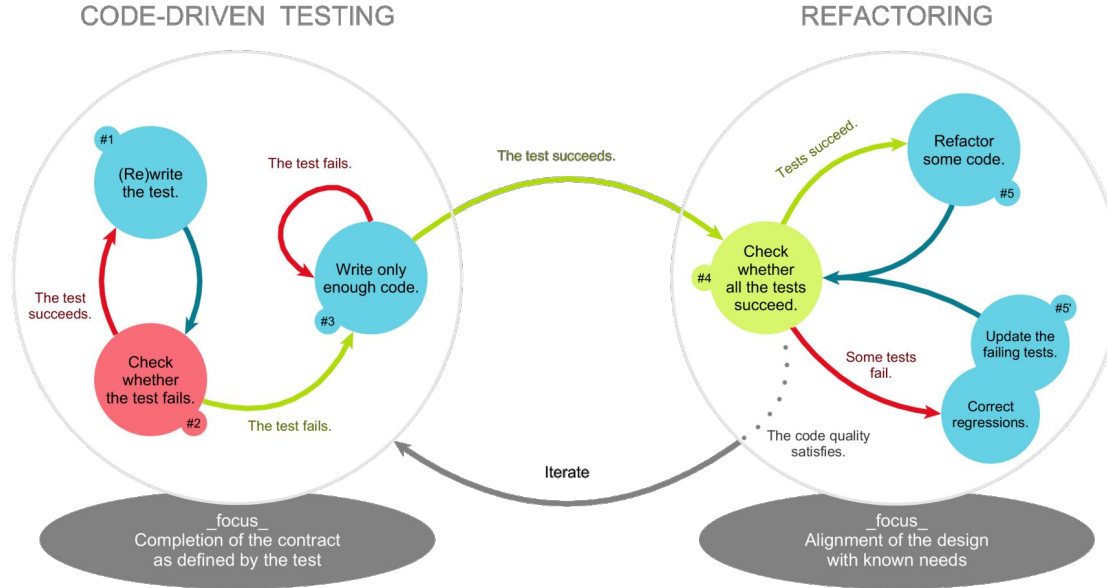 CODE-DRIVEN TESTING
#1
(Re)write
the test.
The test
succeeds.
Check
whether
the test fails.
#2
The test fails.
The test fails.
Write only
enough code.
#3
_focus_
Completion of the contract
as defined by the test
The test succeeds.
Iterate
REFACTORING
#4
Check
whether
all the tests
succeed.
Tests succeed.
Refactor
some code.
#5
#5'
Update the
failing tests.
Some tests
fail.
Correct
regressions.
The code quality
satisfies.
_focus_
Alignment of the design
with known needs